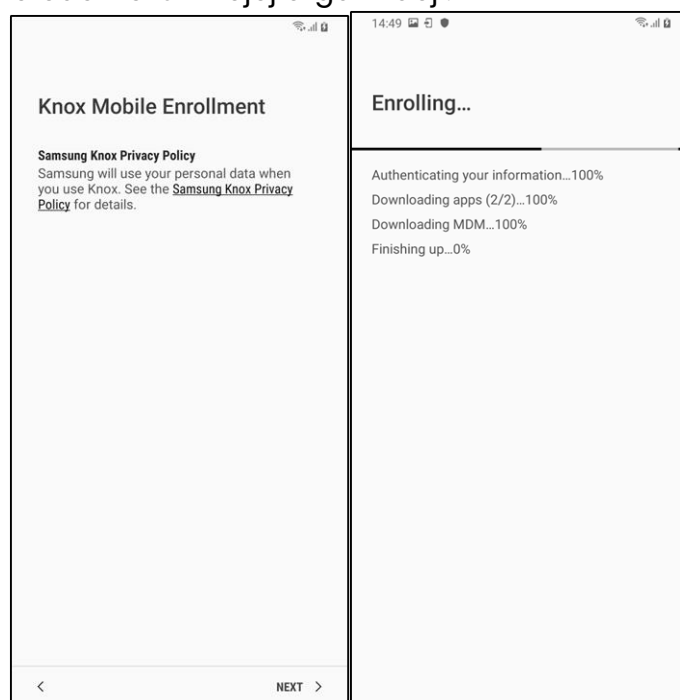 Knox Mobile Enrollment
Samsung Knox Privacy Policy
Samsung will use your personal data when
you use Knox. See the Samsung Knox Privacy
Policy for details.
NEXT
14:49
Enrolling...
Authenticating your information...100%
Downloading apps (2/2)...100%
Downloading MDM...100%
Finishing up...0%